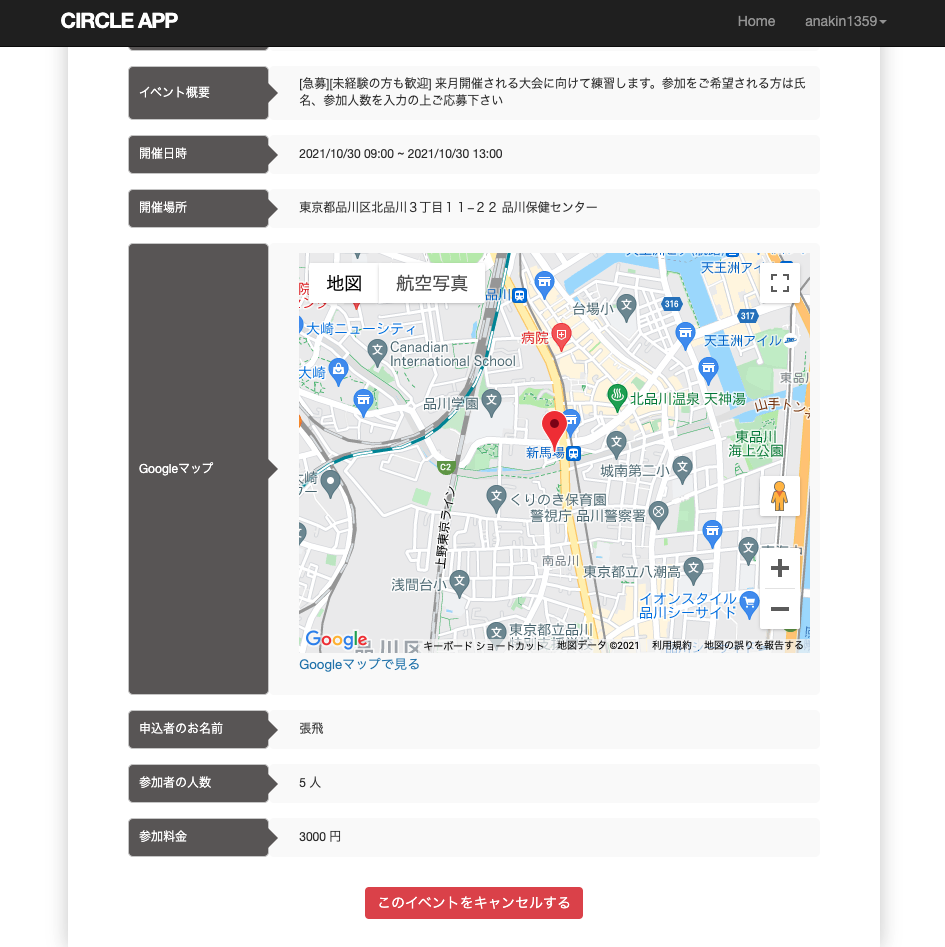 CIRCLE APP
Home
anakin1359
イベント概要
[急募][未経験の方も歓迎] 来月開催される大会に向けて練習します。参加をご希望される方は氏
名、参加人数を入力の上ご応募下さい
開催日時
2021/10/30 09:00 ~ 2021/10/30 13:00
開催場所
東京都品川区北品川３丁目１１−２２ 品川保健センター
Googleマップ
地図
航空写真
天王洲アイ
品川
台場小
316
317
大崎ニューシティ
病院
天王洲アイル
Canadian
International School
大崎
品川学園
北品川温泉 天神湯
山手トン
東品川
海上公園
新馬場
城南第二小
C2
くりのき保育園
警視庁 品川警察署
上野東京ライン
南品川
東京都立八潮高
浅間台小
イオンスタイル
品川シーサイド
東京都立品川
Google
品川区
キーボード ショートカット
地図データ ©2021
利用規約
地図の誤りを報告する
Googleマップで見る
申込者のお名前
張飛
参加者の人数
5 人
参加料金
3000 円
このイベントをキャンセルする